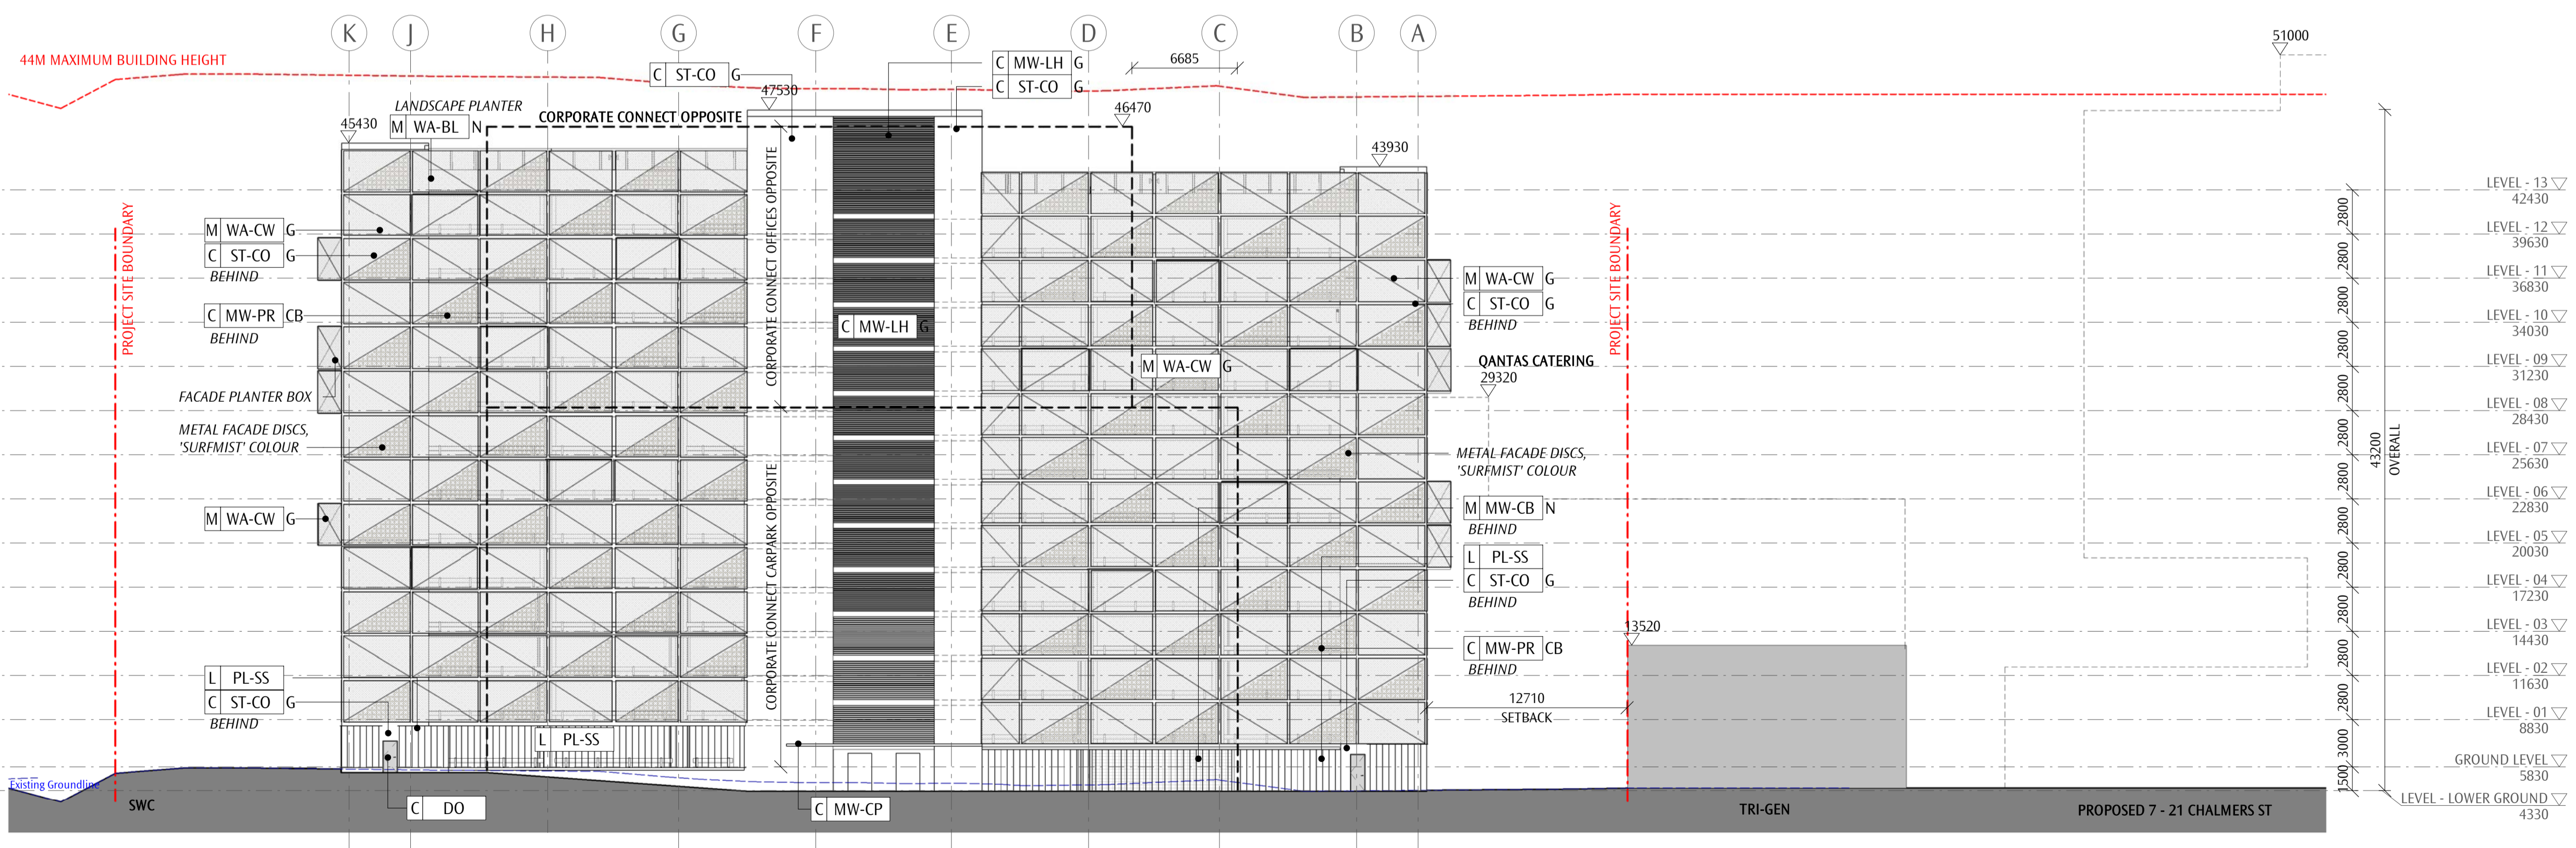 K J H G F E D C B A
51000
44M MAXIMUM BUILDING HEIGHT
C ST-CO G
C MW-LH G
C ST-CO G
6685
47530
LANDSCAPE PLANTER
M WA-BL N
45430
CORPORATE CONNECT OPPOSITE
46470
43930
PROJECT SITE BOUNDARY
M WA-CW G
C ST-CO G
BEHIND
C MW-PR CB
BEHIND
FACADE PLANTER BOX
METAL FACADE DISCS,
'SURFMIST' COLOUR
M WA-CW G
L PL-SS
C ST-CO G
BEHIND
Existing Groundline
SWC
C DO
L PL-SS
CORPORATE CONNECT OFFICES OPPOSITE
CORPORATE CONNECT CARPARK OPPOSITE
C MW-LH G
C MW-CP
M WA-CW G
M WA-CW G
C ST-CO G
BEHIND
QANTAS CATERING
29320
METAL FACADE DISCS,
'SURFMIST' COLOUR
M MW-CB N
BEHIND
L PL-SS
C ST-CO G
BEHIND
C MW-PR CB
BEHIND
12710
SETBACK
PROJECT SITE BOUNDARY
13520
TRI-GEN
PROPOSED 7 - 21 CHALMERS ST
2800
2800
2800
2800
2800
2800
2800
2800
2800
2800
2800
2800
3000
1500
43200
OVERALL
LEVEL - 13
42430
LEVEL - 12
39630
LEVEL - 11
36830
LEVEL - 10
34030
LEVEL - 09
31230
LEVEL - 08
28430
LEVEL - 07
25630
LEVEL - 06
22830
LEVEL - 05
20030
LEVEL - 04
17230
LEVEL - 03
14430
LEVEL - 02
11630
LEVEL - 01
8830
GROUND LEVEL
5830
LEVEL - LOWER GROUND
4330